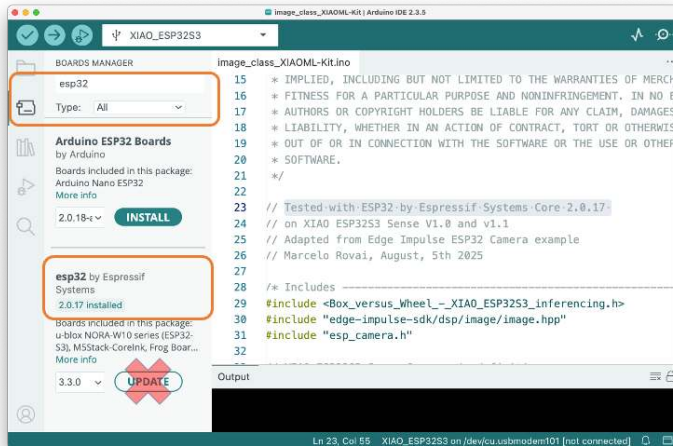 image_class_XIAOML-Kit | Arduino IDE 2.3.5
XIAO_ESP32S3
BOARDS MANAGER
esp32
Type: All
Arduino ESP32 Boards
by Arduino
Boards included in this package:
Arduino Nano ESP32
More info
2.0.18-
INSTALL
esp32 by Espressif
Systems
2.0.17 installed
Boards included in this package:
u-blox NORA-W10 series (ESP32-
S3), M5Stack-CoreInk, Frog Boar...
More info
3.3.0
UPDATE
image_class_XIAOML-Kit.ino
15 * IMPLIED, INCLUDING BUT NOT LIMITED TO THE WARRANTIES OF MERCH
16 * FITNESS FOR A PARTICULAR PURPOSE AND NONINFRINGEMENT. IN NO E
17 * AUTHORS OR COPYRIGHT HOLDERS BE LIABLE FOR ANY CLAIM, DAMAGES
18 * LIABILITY, WHETHER IN AN ACTION OF CONTRACT, TORT OR OTHERWIS
19 * OUT OF OR IN CONNECTION WITH THE SOFTWARE OR THE USE OR OTHER
20 * SOFTWARE.
21 */
22
23 // Tested with ESP32 by Espressif Systems Core 2.0.17
24 // on XIAO ESP32S3 Sense V1.0 and v1.1
25 // Adapted from Edge Impulse ESP32 Camera example
26 // Marcelo Rovai, August, 5th 2025
27
28 /* Includes
29 #include <Box_versus_Wheel_-_XIAO_ESP32S3_inferencing.h>
30 #include "edge-impulse-sdk/dsp/image/image.hpp"
31 #include "esp_camera.h"
32
Output
Ln 23, Col 55 XIAO_ESP32S3 on /dev/cu.usbmodem101 [not connected]